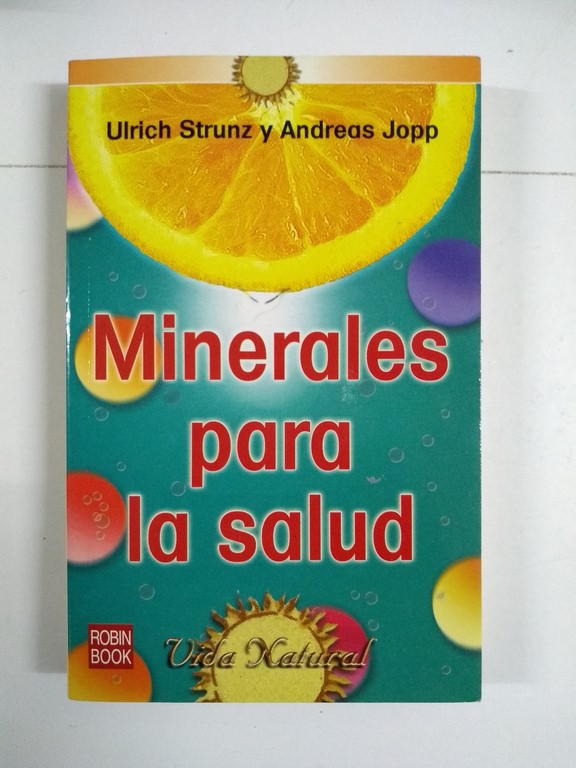 Ulrich Strunz y Andreas Jopp
Minerales
para
la salud
ROBIN
BOOK
Vida Natural